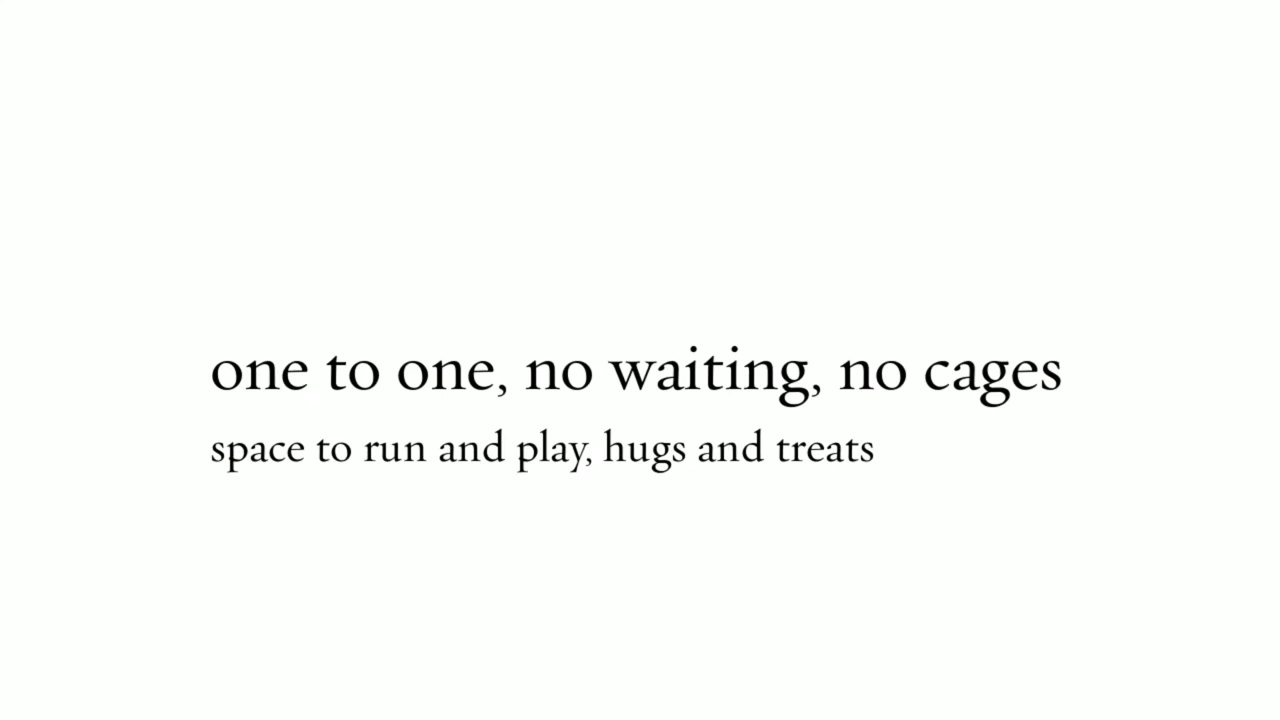 one to one, no waiting, no cages
space to run and play, hugs and treats